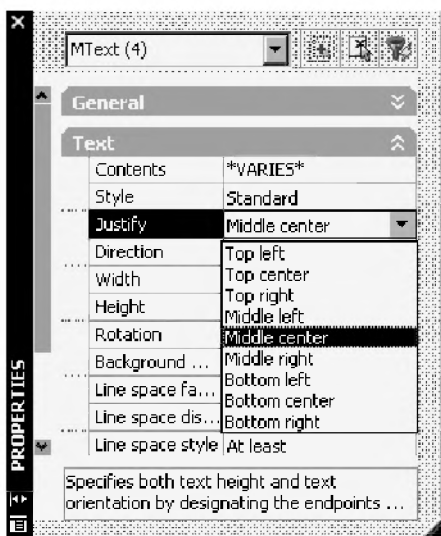 MText (4)
General
Text
Contents *VARIES*
Style Standard
Justify Middle center
Direction
Width
Height
Rotation
Background ...
Line space fa...
Line space dis...
Line space style At least
Top left
Top center
Top right
Middle left
Middle center
Middle right
Bottom left
Bottom center
Bottom right
Specifies both text height and text
orientation by designating the endpoints ...
PROPERTIES